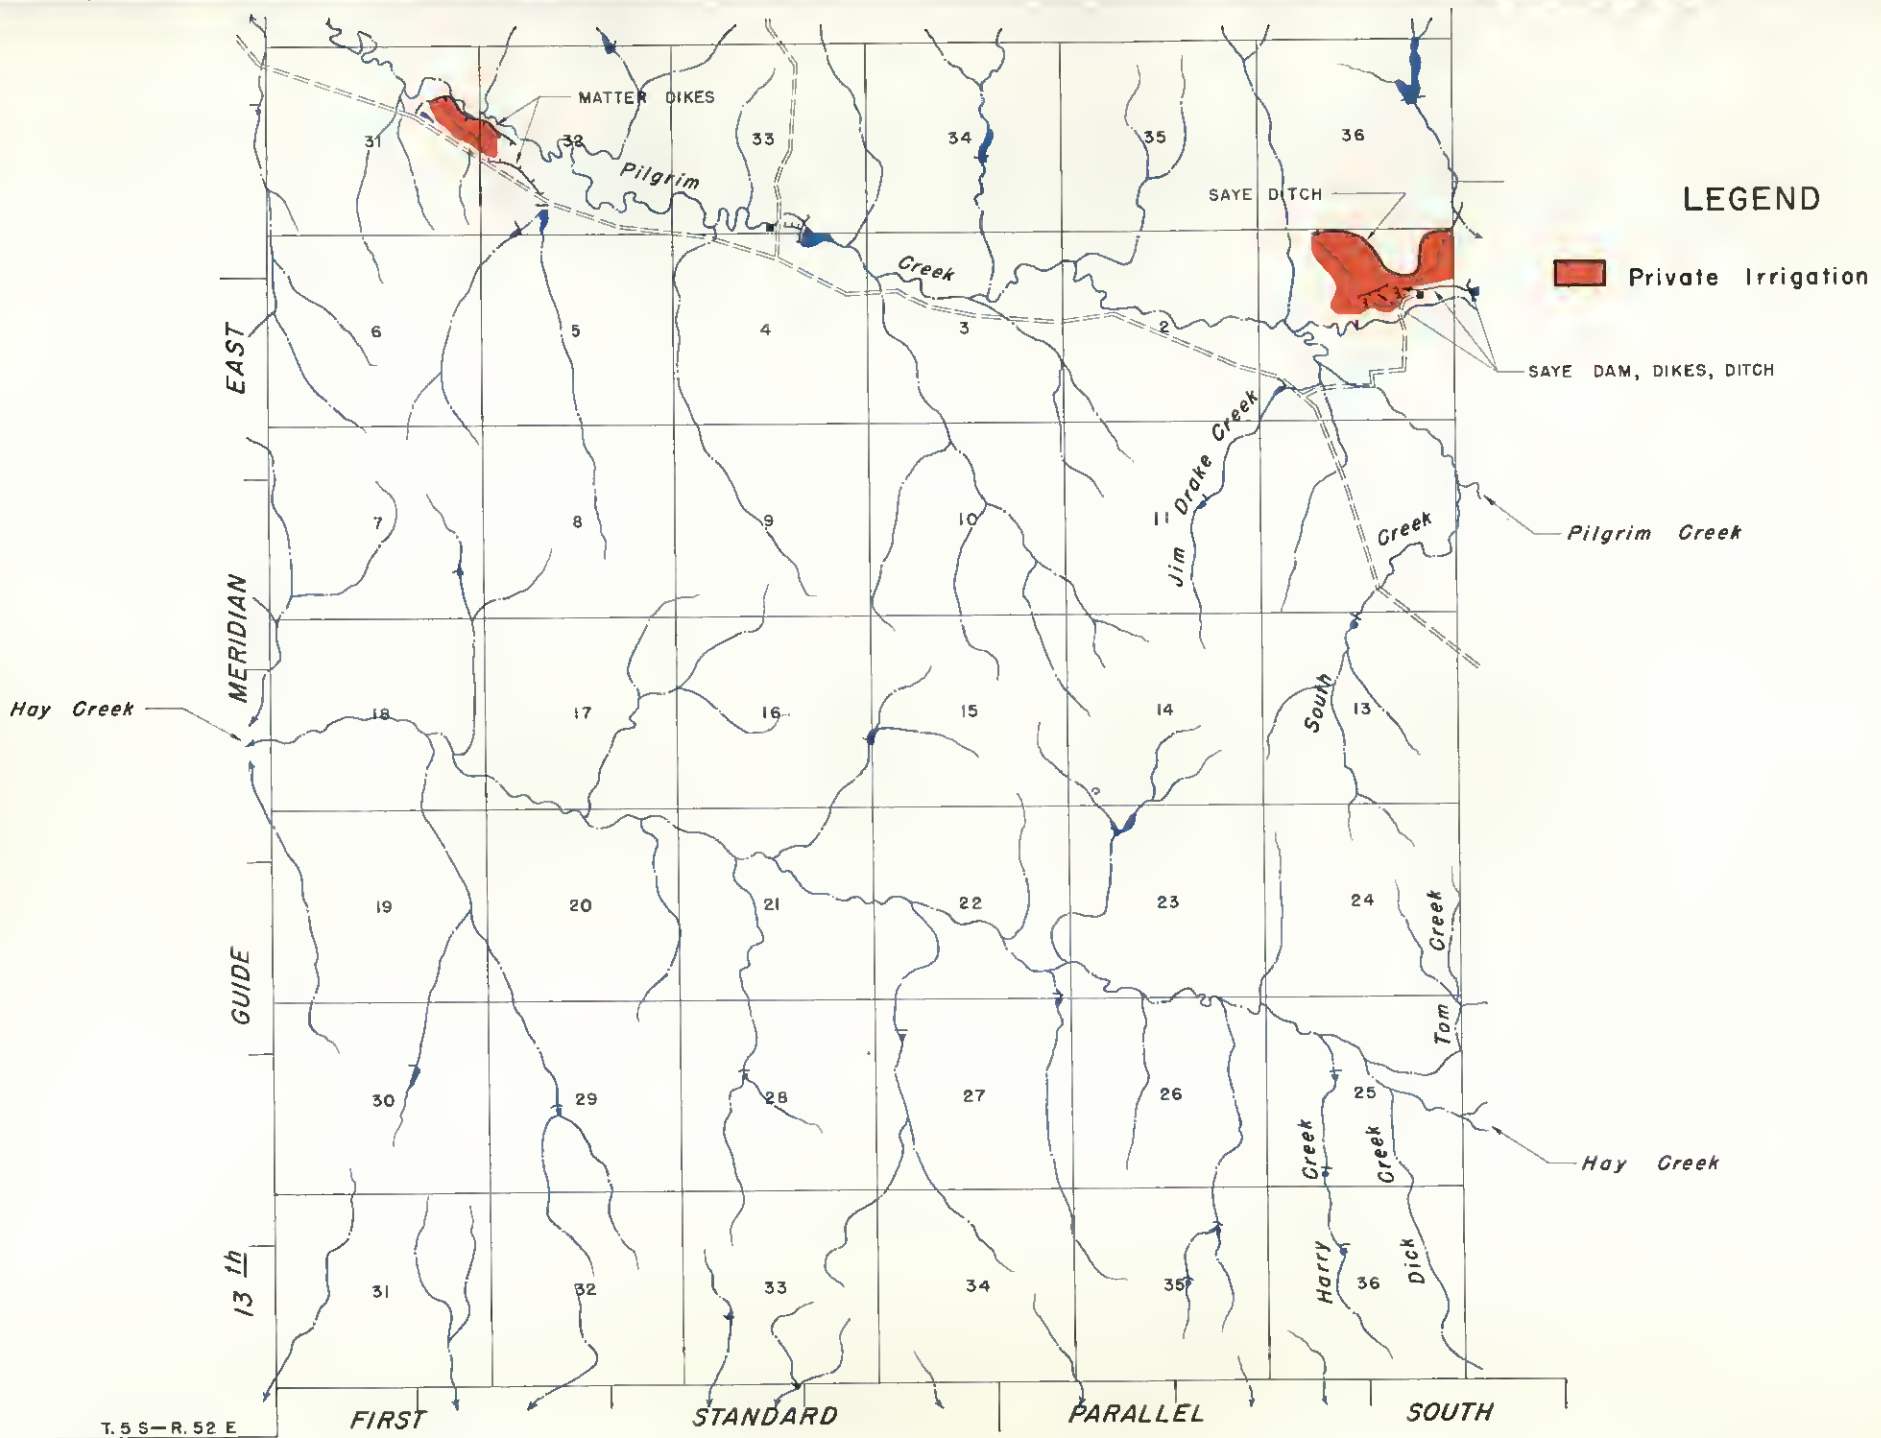 MATTER DIKES
31
32
33
34
35
36
Pilgrim
SAYE DITCH
LEGEND
Private Irrigation
Creek
6
5
4
3
2
SAYE DAM, DIKES, DITCH
EAST
Jim Drake Creek
7
8
9
10
11
Creek
Pilgrim Creek
MERIDIAN
Hay Creek
18
17
16
15
14
South
13
19
20
21
22
23
24
Tom Creek
GUIDE
30
29
28
27
26
25
Harry Creek
Dick Creek
Hay Creek
13 th
31
32
33
34
35
36
T. 5 S—R. 52 E
FIRST STANDARD PARALLEL SOUTH